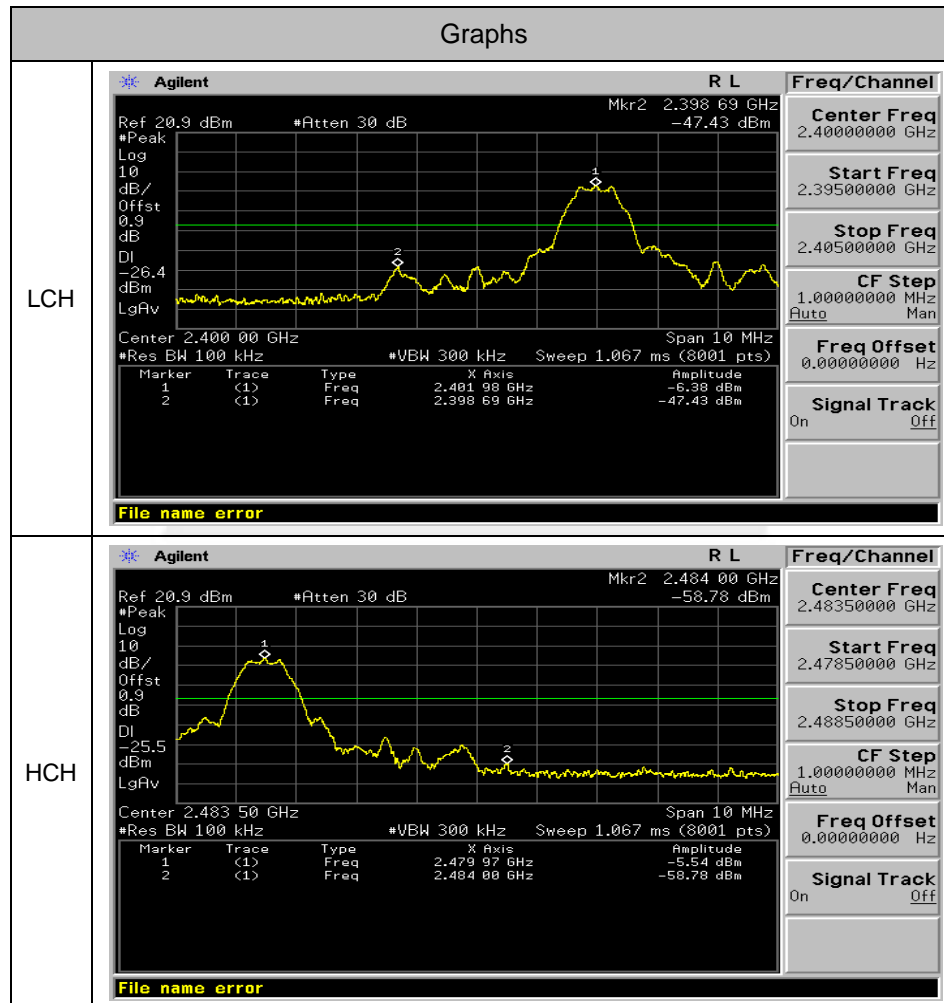 Graphs
LCH
Agilent R L
Mkr2 2.398 69 GHz
Ref 20.9 dBm #Atten 30 dB -47.43 dBm
#Peak
Log
10
dB/
Offst
0.9
dB
DI
-26.4
dBm
LgAv
1
2
Center 2.400 00 GHz Span 10 MHz
#Res BW 100 kHz #VBW 300 kHz Sweep 1.067 ms (8001 pts)
Marker Trace Type X Axis Amplitude
1 (1) Freq 2.401 98 GHz -6.38 dBm
2 (1) Freq 2.398 69 GHz -47.43 dBm
File name error
Freq/Channel
Center Freq
2.40000000 GHz
Start Freq
2.39500000 GHz
Stop Freq
2.40500000 GHz
CF Step
1.00000000 MHz
Auto Man
Freq Offset
0.00000000 Hz
Signal Track
On Off
HCH
Agilent R L
Mkr2 2.484 00 GHz
Ref 20.9 dBm #Atten 30 dB -58.78 dBm
#Peak
Log
10
dB/
Offst
0.9
dB
DI
-25.5
dBm
LgAv
1
2
Center 2.483 50 GHz Span 10 MHz
#Res BW 100 kHz #VBW 300 kHz Sweep 1.067 ms (8001 pts)
Marker Trace Type X Axis Amplitude
1 (1) Freq 2.479 97 GHz -5.54 dBm
2 (1) Freq 2.484 00 GHz -58.78 dBm
File name error
Freq/Channel
Center Freq
2.48350000 GHz
Start Freq
2.47850000 GHz
Stop Freq
2.48850000 GHz
CF Step
1.00000000 MHz
Auto Man
Freq Offset
0.00000000 Hz
Signal Track
On Off